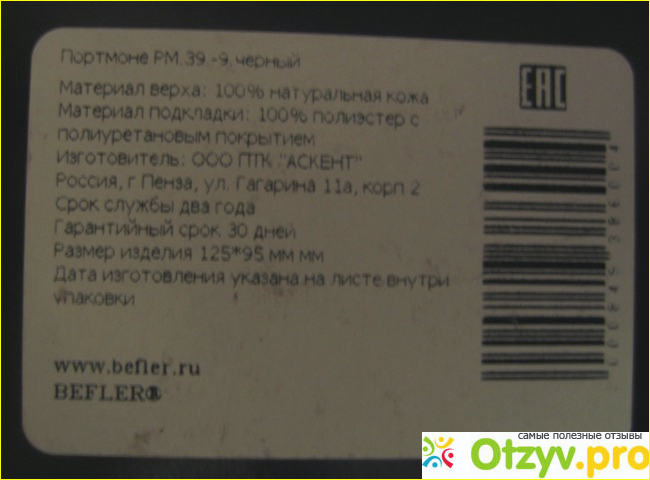 Портмоне РМ.39.-9.черный
Материал верха: 100% натуральная кожа
Материал подкладки: 100% полиэстер с
полиуретановым покрытием
Изготовитель: ООО ПТК "АСКЕНТ"
Россия, г Пенза, ул. Гагарина 11а, корп 2
Срок службы два года
Гарантийный срок 30 дней
Размер изделия 125*95 мм мм
Дата изготовления указана на листе внутри
упаковки
www.befler.ru
BEFLER®
EAC
самые полезные отзывы
Otzyv.pro